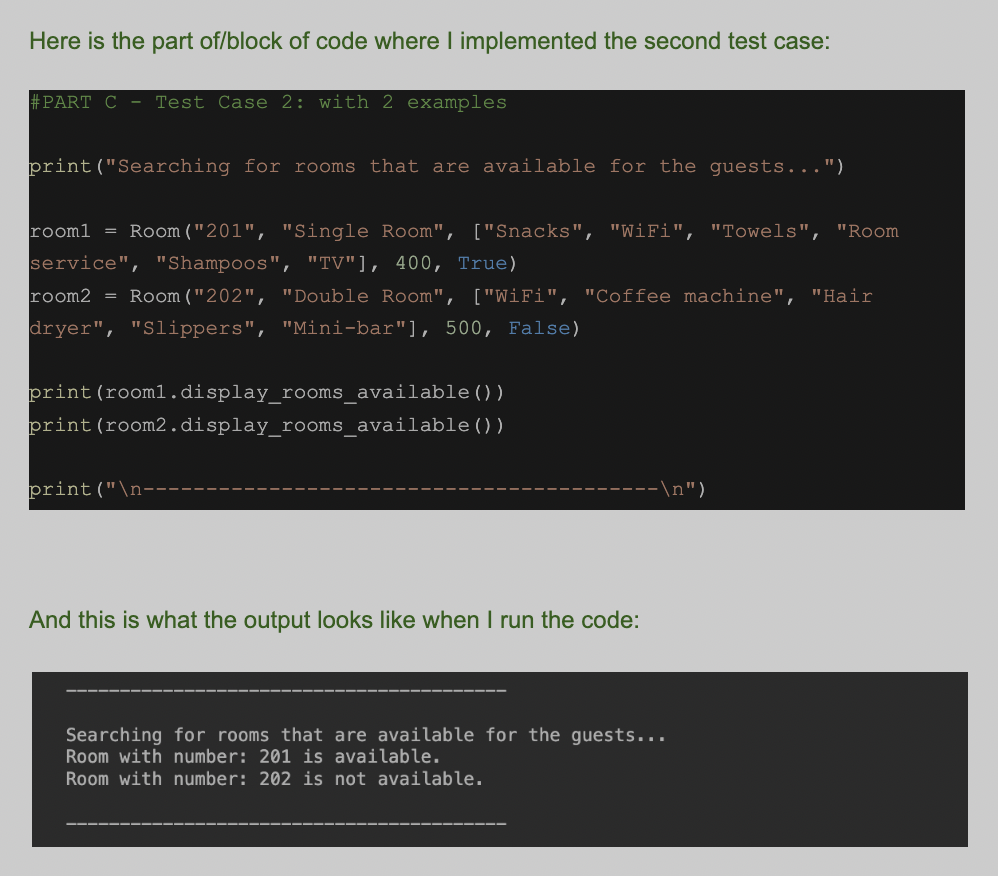 Here is the part of/block of code where I implemented the second test case:
#PART C - Test Case 2: with 2 examples
print("Searching for rooms that are available for the guests...")
room1 = Room("201", "Single Room", ["Snacks", "WiFi", "Towels", "Room
service", "Shampoos", "TV"], 400, True)
room2 = Room("202", "Double Room", ["WiFi", "Coffee machine", "Hair
dryer", "Slippers", "Mini-bar"], 500, False)
print(room1.display_rooms_available())
print(room2.display_rooms_available())
print("\n-----------------------------------------\n")
And this is what the output looks like when I run the code:
-----------------------------------------
Searching for rooms that are available for the guests...
Room with number: 201 is available.
Room with number: 202 is not available.
-----------------------------------------